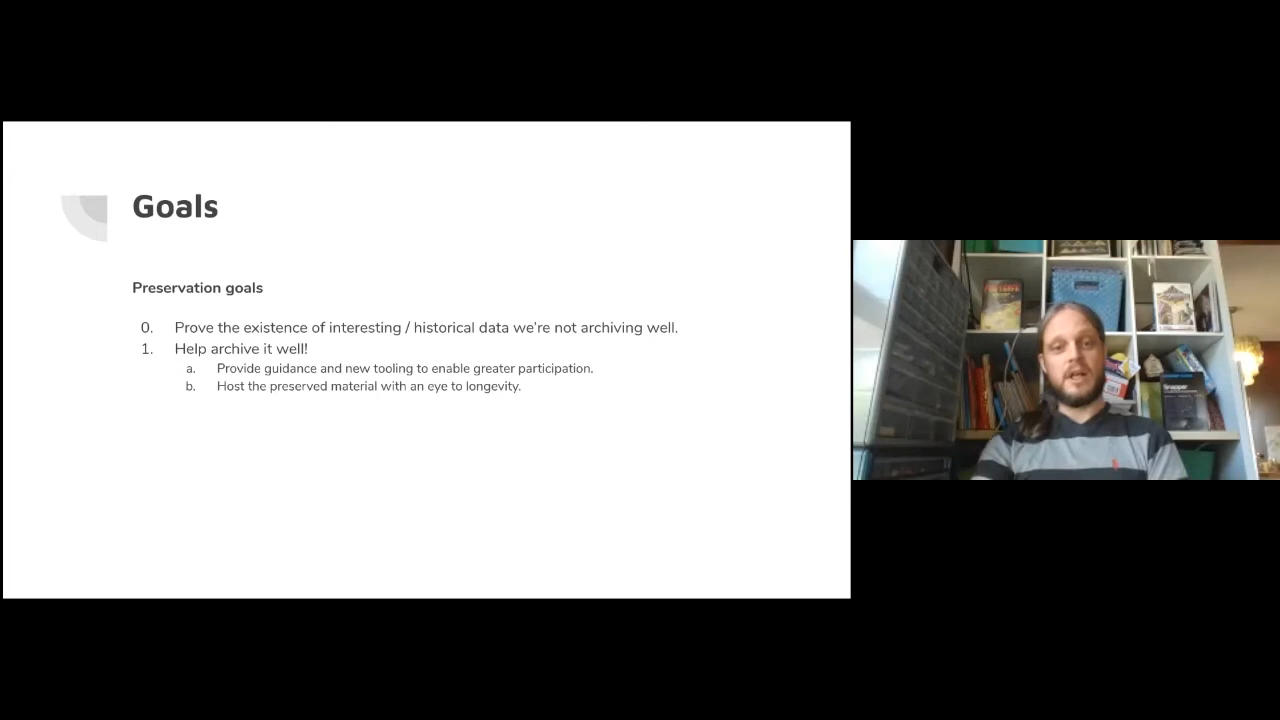 Goals
Preservation goals
0. Prove the existence of interesting / historical data we're not archiving well.
1. Help archive it well!
a. Provide guidance and new tooling to enable greater participation.
b. Host the preserved material with an eye to longevity.
Snapper